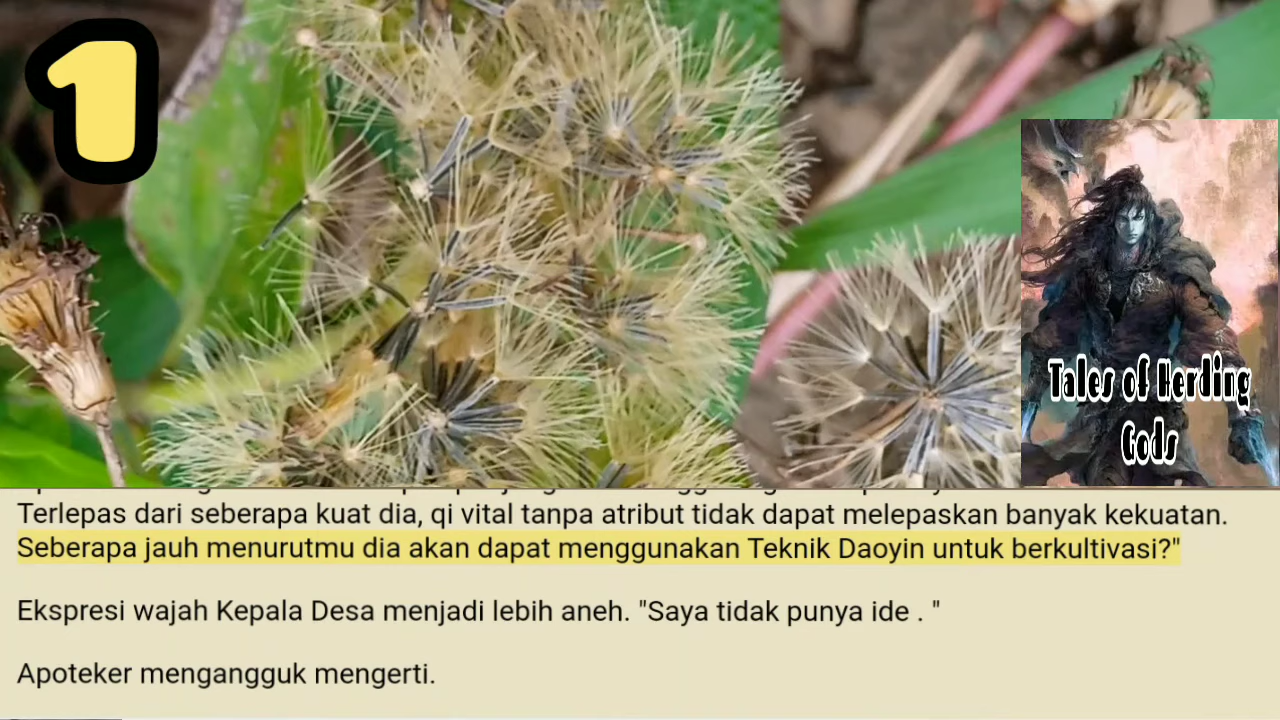 1
Tales of Herding
Gods
Terlepas dari seberapa kuat dia, qi vital tanpa atribut tidak dapat melepaskan banyak kekuatan.
Seberapa jauh menurutmu dia akan dapat menggunakan Teknik Daoyin untuk berkultivasi?"
Ekspresi wajah Kepala Desa menjadi lebih aneh. "Saya tidak punya ide . "
Apoteker mengangguk mengerti.